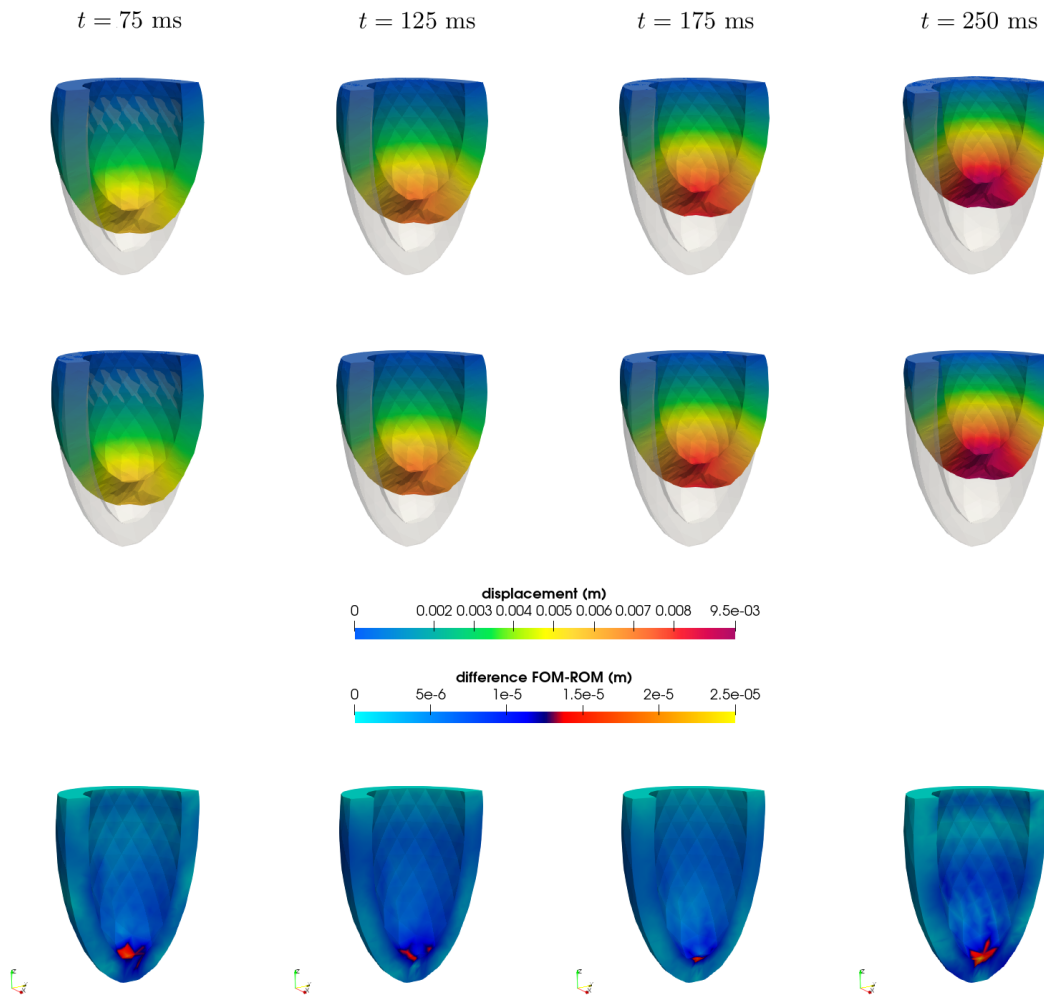 t = 75 ms t = 125 ms t = 175 ms t = 250 ms
displacement (m)
0 0.002 0.003 0.004 0.005 0.006 0.007 0.008 9.5e-03
difference FOM-ROM (m)
0 5e-6 1e-5 1.5e-5 2e-5 2.5e-05